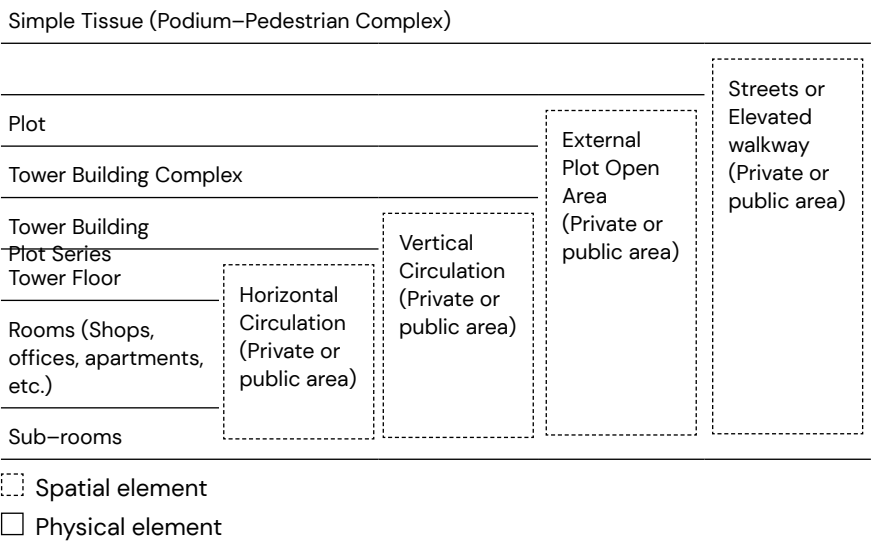 Simple Tissue (Podium–Pedestrian Complex)
Plot
Tower Building Complex
Tower Building
Plot Series
Tower Floor
Rooms (Shops,
offices, apartments,
etc.)
Sub–rooms
Horizontal
Circulation
(Private or
public area)
Vertical
Circulation
(Private or
public area)
External
Plot Open
Area
(Private or
public area)
Streets or
Elevated
walkway
(Private or
public area)
Spatial element
Physical element